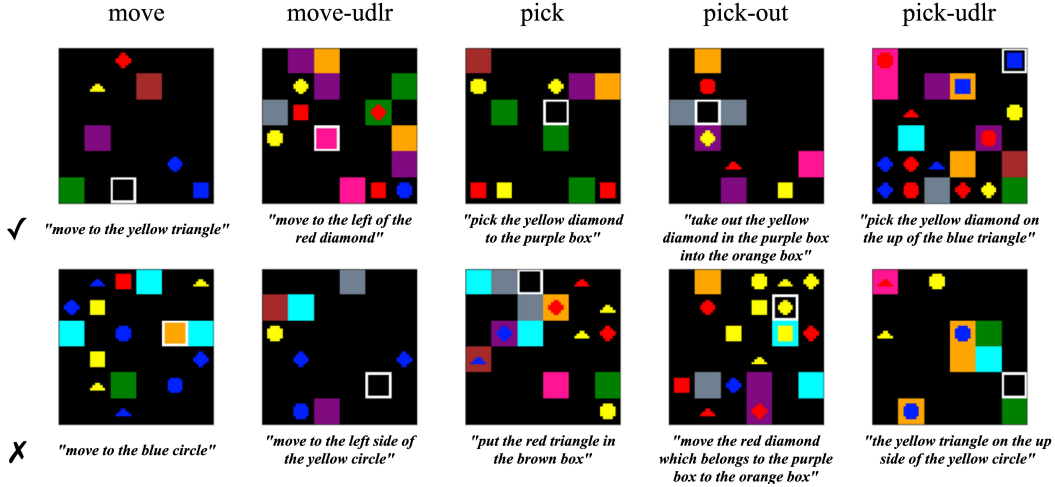 move move-udlr pick pick-out pick-udlr
✓
"move to the yellow triangle"
"move to the left of the
red diamond"
"pick the yellow diamond
to the purple box"
"take out the yellow
diamond in the purple box
into the orange box"
"pick the yellow diamond on
the up of the blue triangle"
✗
"move to the blue circle"
"move to the left side of
the yellow circle"
"put the red triangle in
the brown box"
"move the red diamond
which belongs to the purple
box to the orange box"
"the yellow triangle on the up
side of the yellow circle"